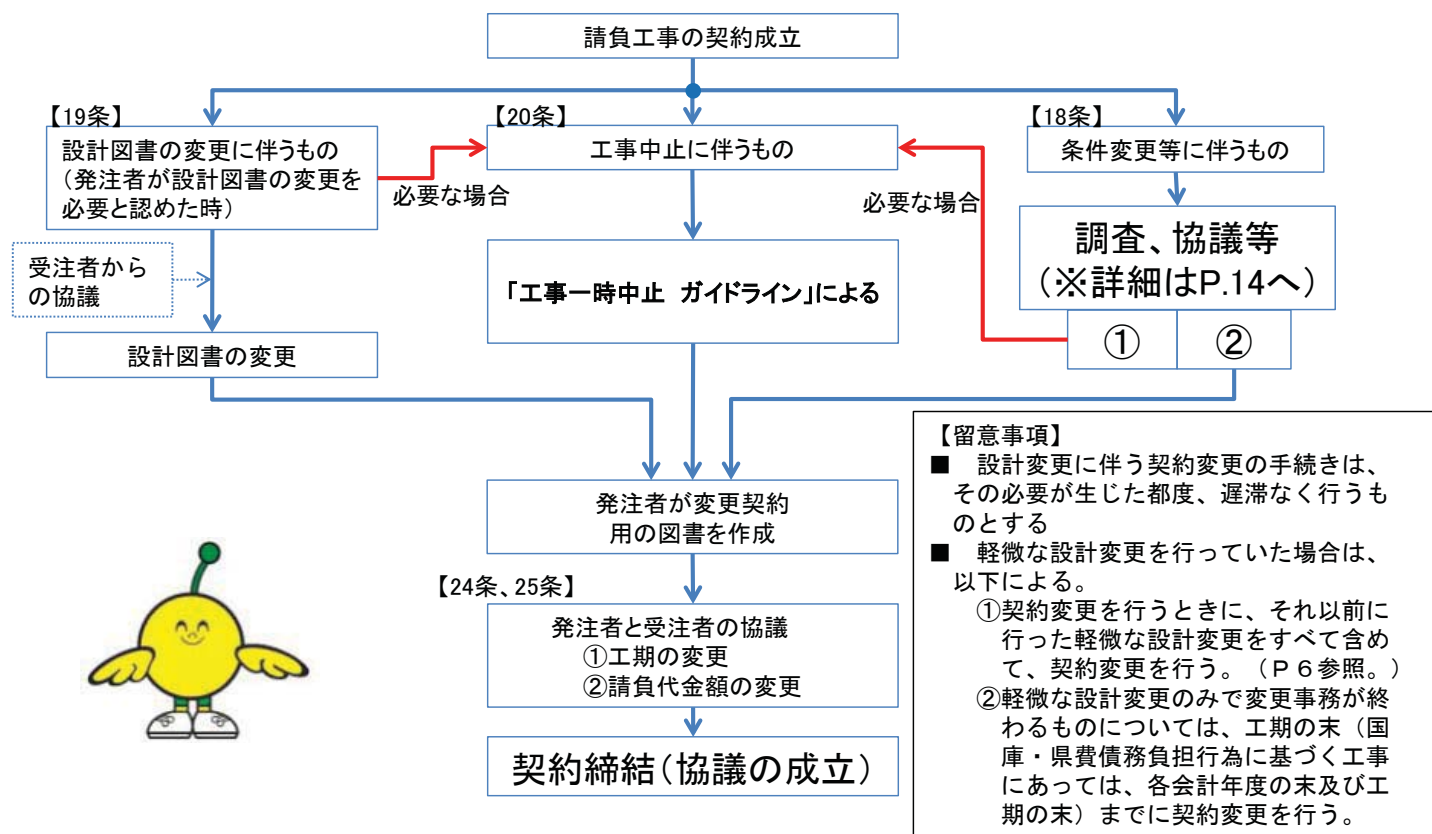 請負工事の契約成立
【19条】
設計図書の変更に伴うもの
（発注者が設計図書の変更を
必要と認めた時）
【20条】
工事中止に伴うもの
【18条】
条件変更等に伴うもの
必要な場合
必要な場合
受注者から
の協議
「工事一時中止 ガイドライン」による
調査、協議等
（※詳細はP.14へ）
①
②
設計図書の変更
発注者が変更契約
用の図書を作成
【24条、25条】
発注者と受注者の協議
①工期の変更
②請負代金額の変更
契約締結（協議の成立）
【留意事項】
■ 設計変更に伴う契約変更の手続きは、
その必要が生じた都度、遅滞なく行うも
のとする
■ 軽微な設計変更を行っていた場合は、
以下による。
①契約変更を行うときに、それ以前に
行った軽微な設計変更をすべて含め
て、契約変更を行う。（Ｐ６参照。）
②軽微な設計変更のみで変更事務が終
わるものについては、工期の末（国
庫・県費債務負担行為に基づく工事
にあっては、各会計年度の末及び工
期の末）までに契約変更を行う。